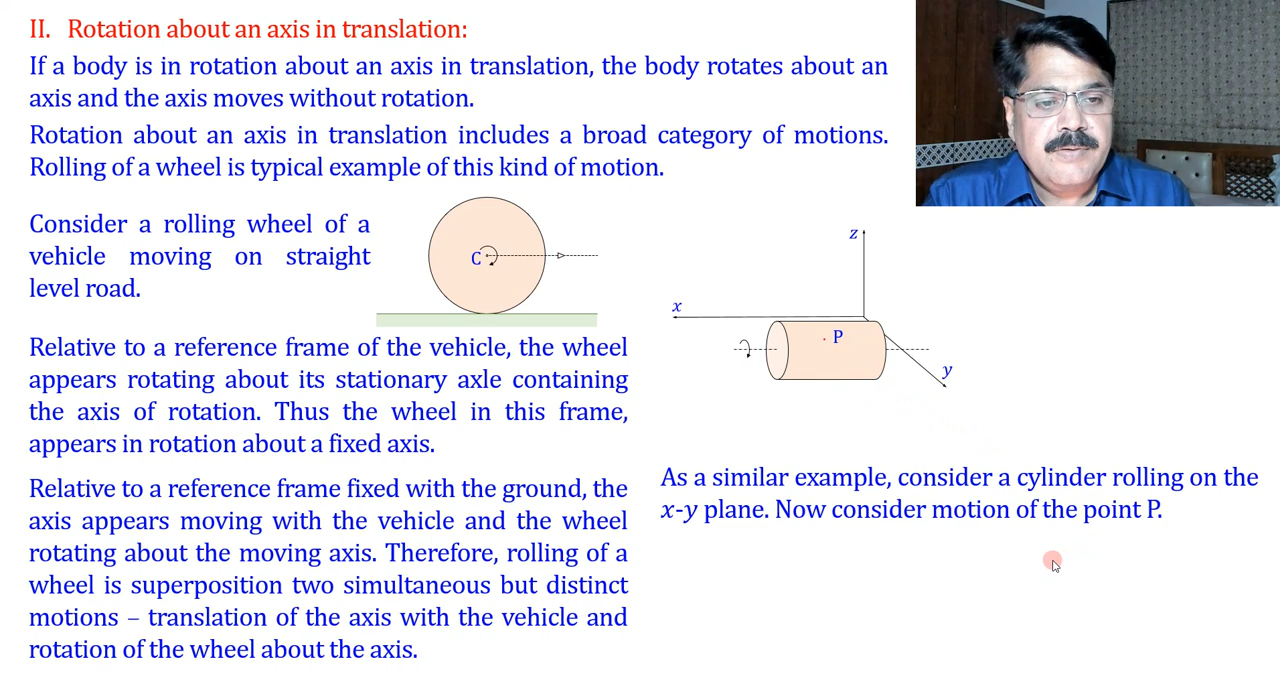 II. Rotation about an axis in translation:
If a body is in rotation about an axis in translation, the body rotates about an
axis and the axis moves without rotation.
Rotation about an axis in translation includes a broad category of motions.
Rolling of a wheel is typical example of this kind of motion.
Consider a rolling wheel of a
vehicle moving on straight
level road.
C
Relative to a reference frame of the vehicle, the wheel
appears rotating about its stationary axle containing
the axis of rotation. Thus the wheel in this frame,
appears in rotation about a fixed axis.
Relative to a reference frame fixed with the ground, the
axis appears moving with the vehicle and the wheel
rotating about the moving axis. Therefore, rolling of a
wheel is superposition two simultaneous but distinct
motions – translation of the axis with the vehicle and
rotation of the wheel about the axis.
z
x
P
y
As a similar example, consider a cylinder rolling on the
x-y plane. Now consider motion of the point P.